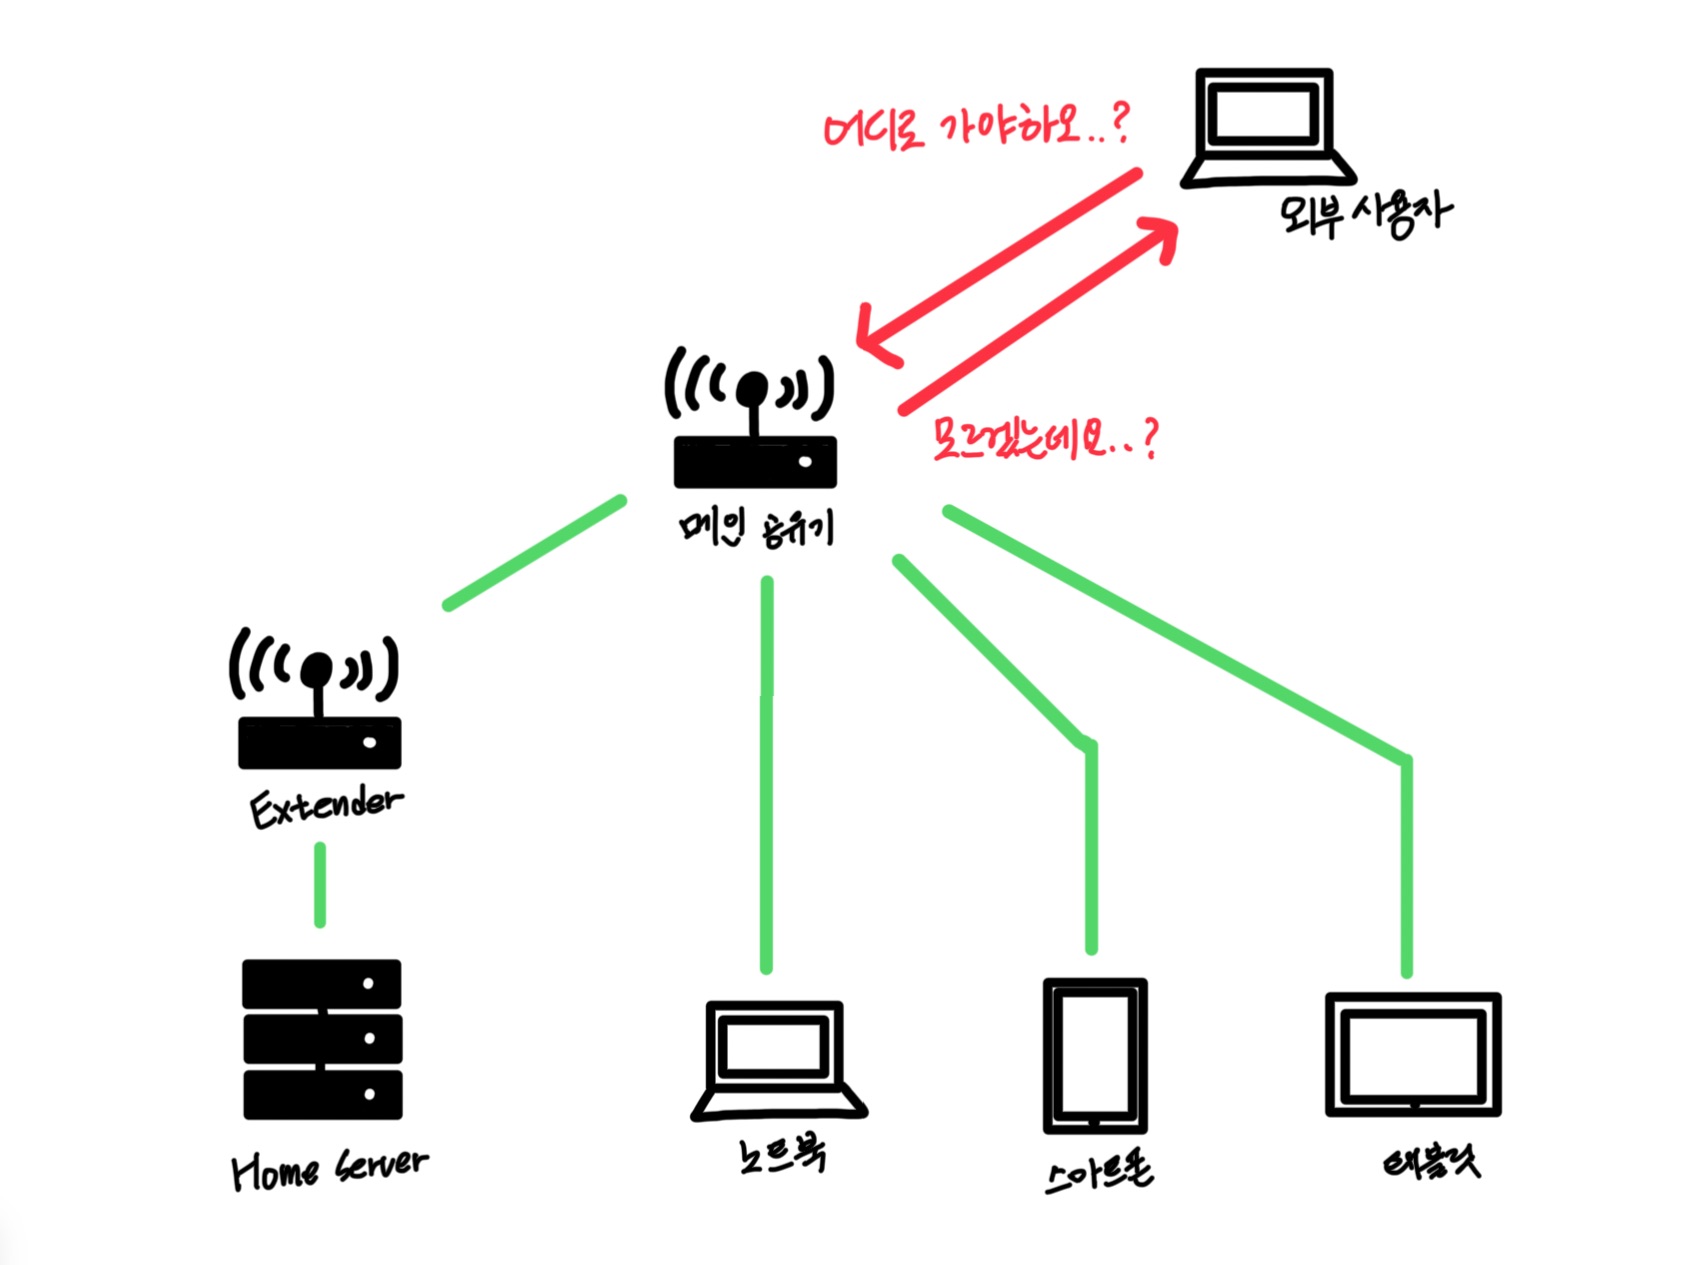 어디로 가야하오..?
외부 사용자
모르겠는데요..?
메인 공유기
Extender
Home Server
노트북
스마트폰
태블릿